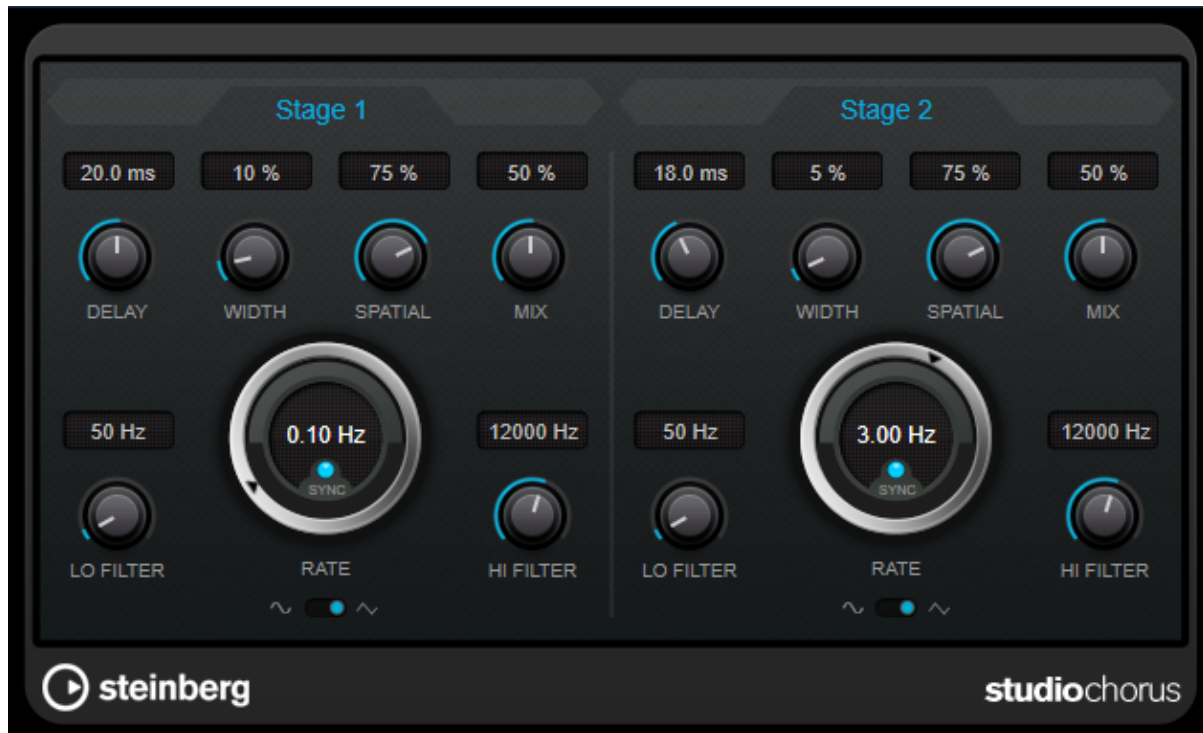 Stage 1
20.0 ms 10 % 75 % 50 %
DELAY WIDTH SPATIAL MIX
50 Hz 0.10 Hz 12000 Hz
SYNC
LO FILTER RATE HI FILTER
Stage 2
18.0 ms 5 % 75 % 50 %
DELAY WIDTH SPATIAL MIX
50 Hz 3.00 Hz 12000 Hz
SYNC
LO FILTER RATE HI FILTER
steinberg
studiochorus